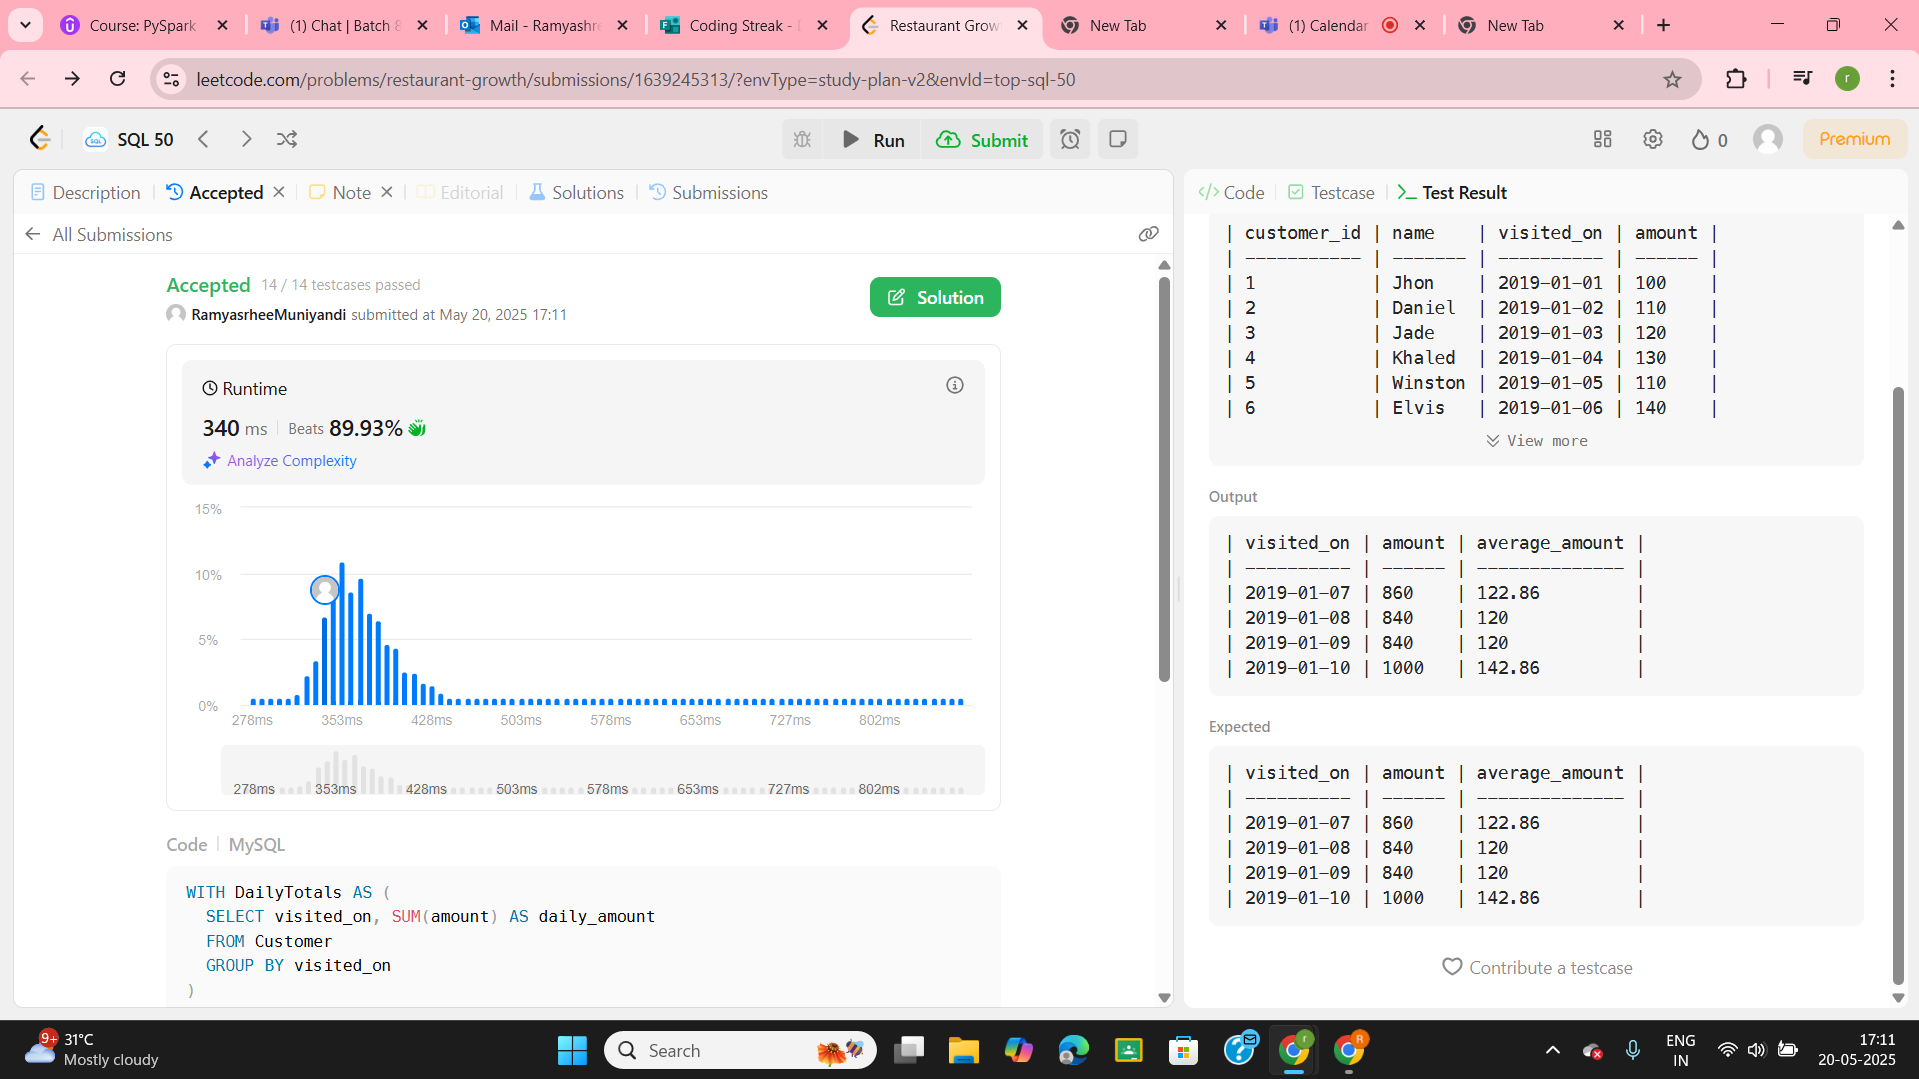 Course: PySpark
(1) Chat | Batch 8
Mail - Ramyashre
Coding Streak - D
Restaurant Grow
New Tab
(1) Calendar
New Tab
leetcode.com/problems/restaurant-growth/submissions/1639245313/?envType=study-plan-v2&envId=top-sql-50
r
SQL 50
Run
Submit
0
Premium
Description
Accepted
Note
Editorial
Solutions
Submissions
All Submissions
Accepted 14 / 14 testcases passed
RamyasrheeMuniyandi submitted at May 20, 2025 17:11
Solution
Runtime
340 ms Beats 89.93%
Analyze Complexity
15%
10%
5%
0%
278ms 353ms 428ms 503ms 578ms 653ms 727ms 802ms
278ms 353ms 428ms 503ms 578ms 653ms 727ms 802ms
Code | MySQL
WITH DailyTotals AS (
SELECT visited_on, SUM(amount) AS daily_amount
FROM Customer
GROUP BY visited_on
)
</> Code
Testcase
>_ Test Result
| customer_id | name | visited_on | amount |
| ----------- | ------- | ---------- | ------ |
| 1 | Jhon | 2019-01-01 | 100 |
| 2 | Daniel | 2019-01-02 | 110 |
| 3 | Jade | 2019-01-03 | 120 |
| 4 | Khaled | 2019-01-04 | 130 |
| 5 | Winston | 2019-01-05 | 110 |
| 6 | Elvis | 2019-01-06 | 140 |
View more
Output
| visited_on | amount | average_amount |
| ---------- | ------ | -------------- |
| 2019-01-07 | 860 | 122.86 |
| 2019-01-08 | 840 | 120 |
| 2019-01-09 | 840 | 120 |
| 2019-01-10 | 1000 | 142.86 |
Expected
| visited_on | amount | average_amount |
| ---------- | ------ | -------------- |
| 2019-01-07 | 860 | 122.86 |
| 2019-01-08 | 840 | 120 |
| 2019-01-09 | 840 | 120 |
| 2019-01-10 | 1000 | 142.86 |
Contribute a testcase
9+
31°C
Mostly cloudy
Search
r
R
ENG
IN
17:11
20-05-2025